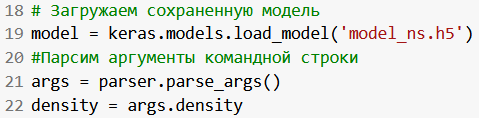 18 # Загружаем сохраненную модель
19 model = keras.models.load_model('model_ns.h5')
20 #Парсим аргументы командной строки
21 args = parser.parse_args()
22 density = args.density